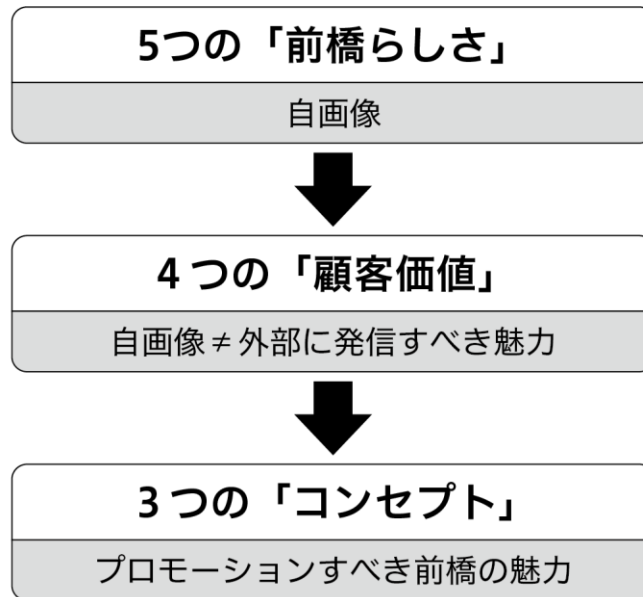 5つの「前橋らしさ」
自画像
4つの「顧客価値」
自画像≠外部に発信すべき魅力
3つの「コンセプト」
プロモーションすべき前橋の魅力